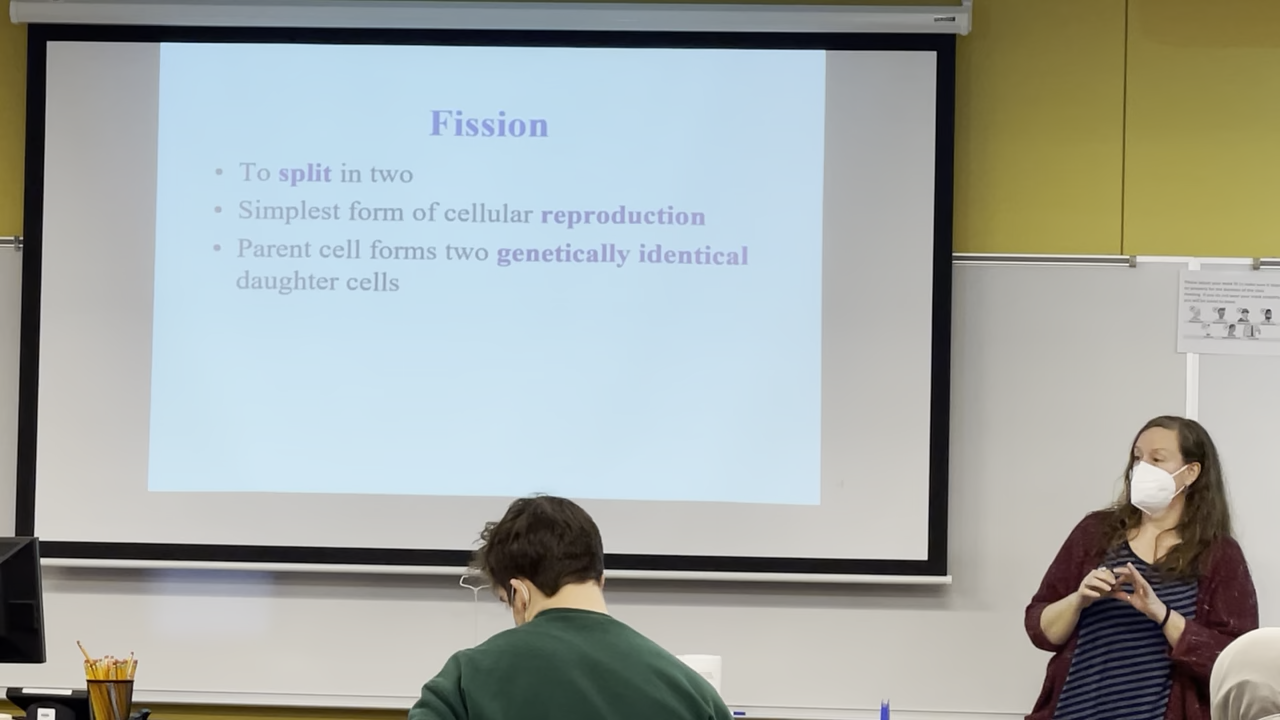 Fission
• To split in two
• Simplest form of cellular reproduction
• Parent cell forms two genetically identical
daughter cells